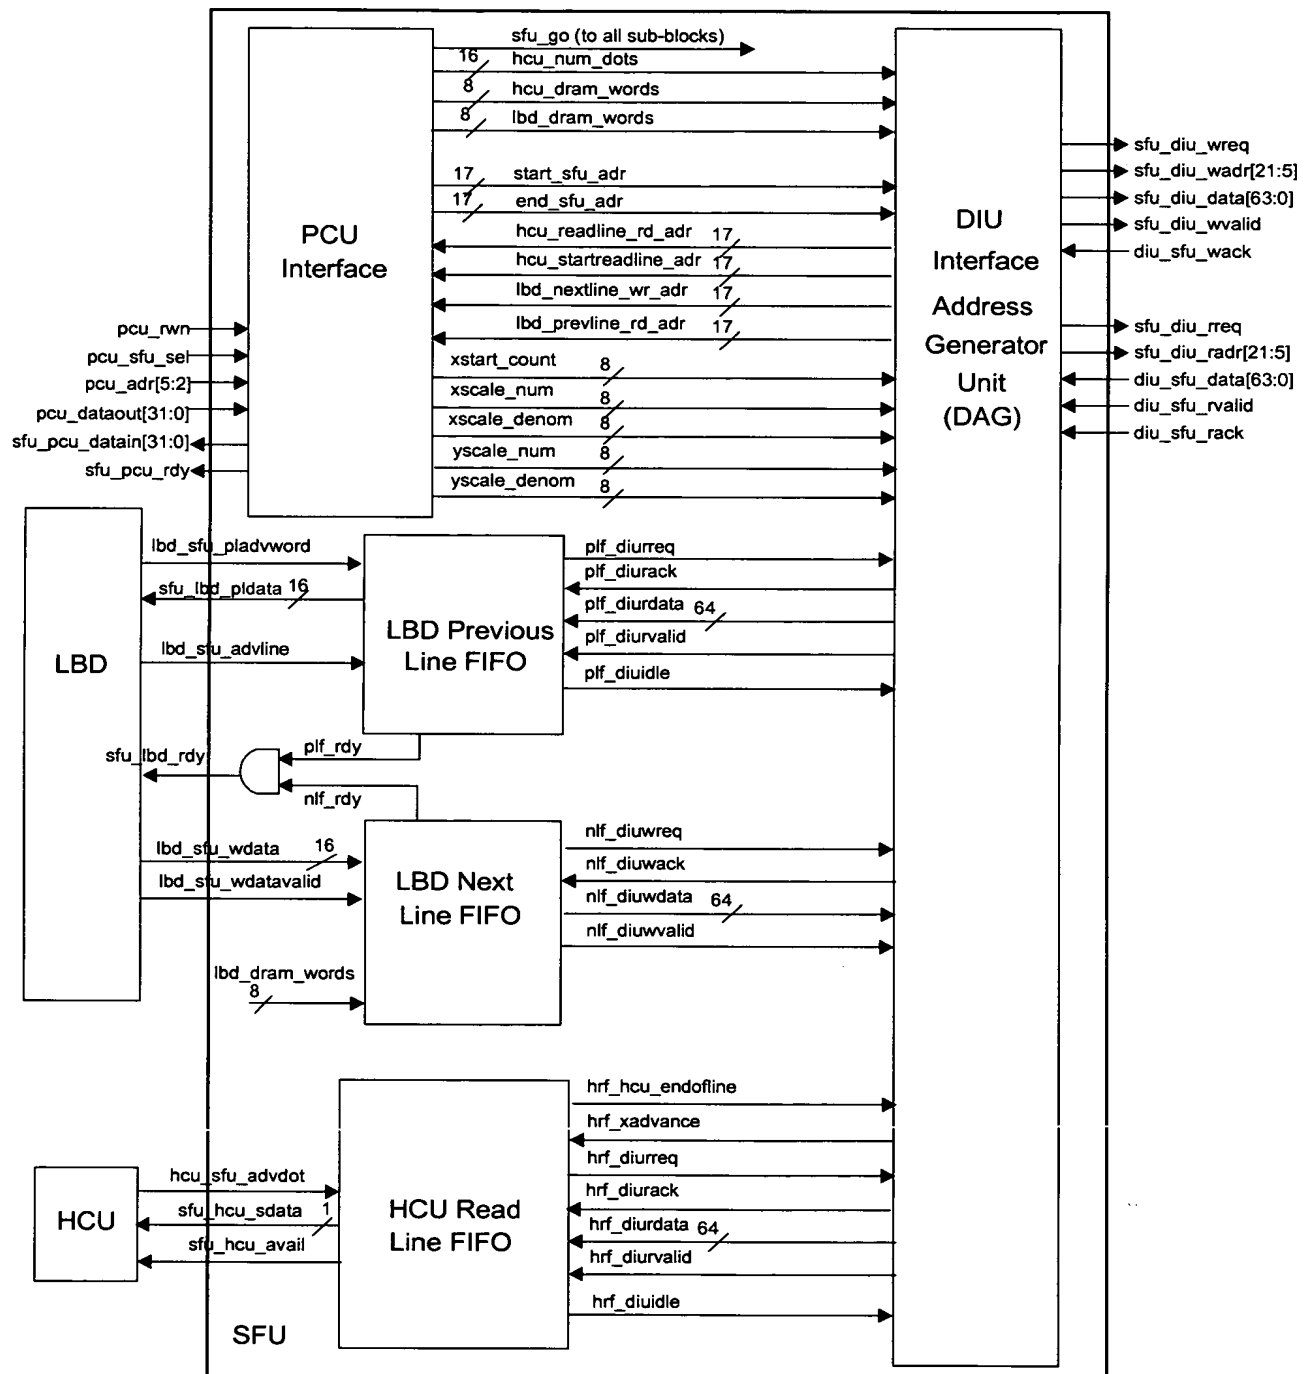 sfu_go (to all sub-blocks)
16 hcu_num_dots
8 hcu_dram_words
8 lbd_dram_words
17 start_sfu_adr
17 end_sfu_adr
hcu_readline_rd_adr 17
hcu_startreadline_adr 17
lbd_nextline_wr_adr 17
lbd_prevline_rd_adr 17
xstart_count 8
xscale_num 8
xscale_denom 8
yscale_num 8
yscale_denom 8
PCU
Interface
pcu_rwn
pcu_sfu_sel
pcu_adr[5:2]
pcu_dataout[31:0]
sfu_pcu_datain[31:0]
sfu_pcu_rdy
DIU
Interface
Address
Generator
Unit
(DAG)
sfu_diu_wreq
sfu_diu_wadr[21:5]
sfu_diu_data[63:0]
sfu_diu_wvalid
diu_sfu_wack
sfu_diu_rreq
sfu_diu_radr[21:5]
diu_sfu_data[63:0]
diu_sfu_rvalid
diu_sfu_rack
LBD
lbd_sfu_pladvword
sfu_lbd_pldata 16
lbd_sfu_advline
LBD Previous
Line FIFO
plf_diurreq
plf_diurack
plf_diurdata 64
plf_diurvalid
plf_diuidle
sfu_lbd_rdy
plf_rdy
nlf_rdy
lbd_sfu_wdata 16
lbd_sfu_wdatavalid
lbd_dram_words
8
LBD Next
Line FIFO
nlf_diuwreq
nlf_diuwack
nlf_diuwdata 64
nlf_diuwvalid
HCU
hcu_sfu_advdot
sfu_hcu_sdata 1
sfu_hcu_avail
HCU Read
Line FIFO
hrf_hcu_endofline
hrf_xadvance
hrf_diurreq
hrf_diurack
hrf_diurdata 64
hrf_diurvalid
hrf_diuidle
SFU